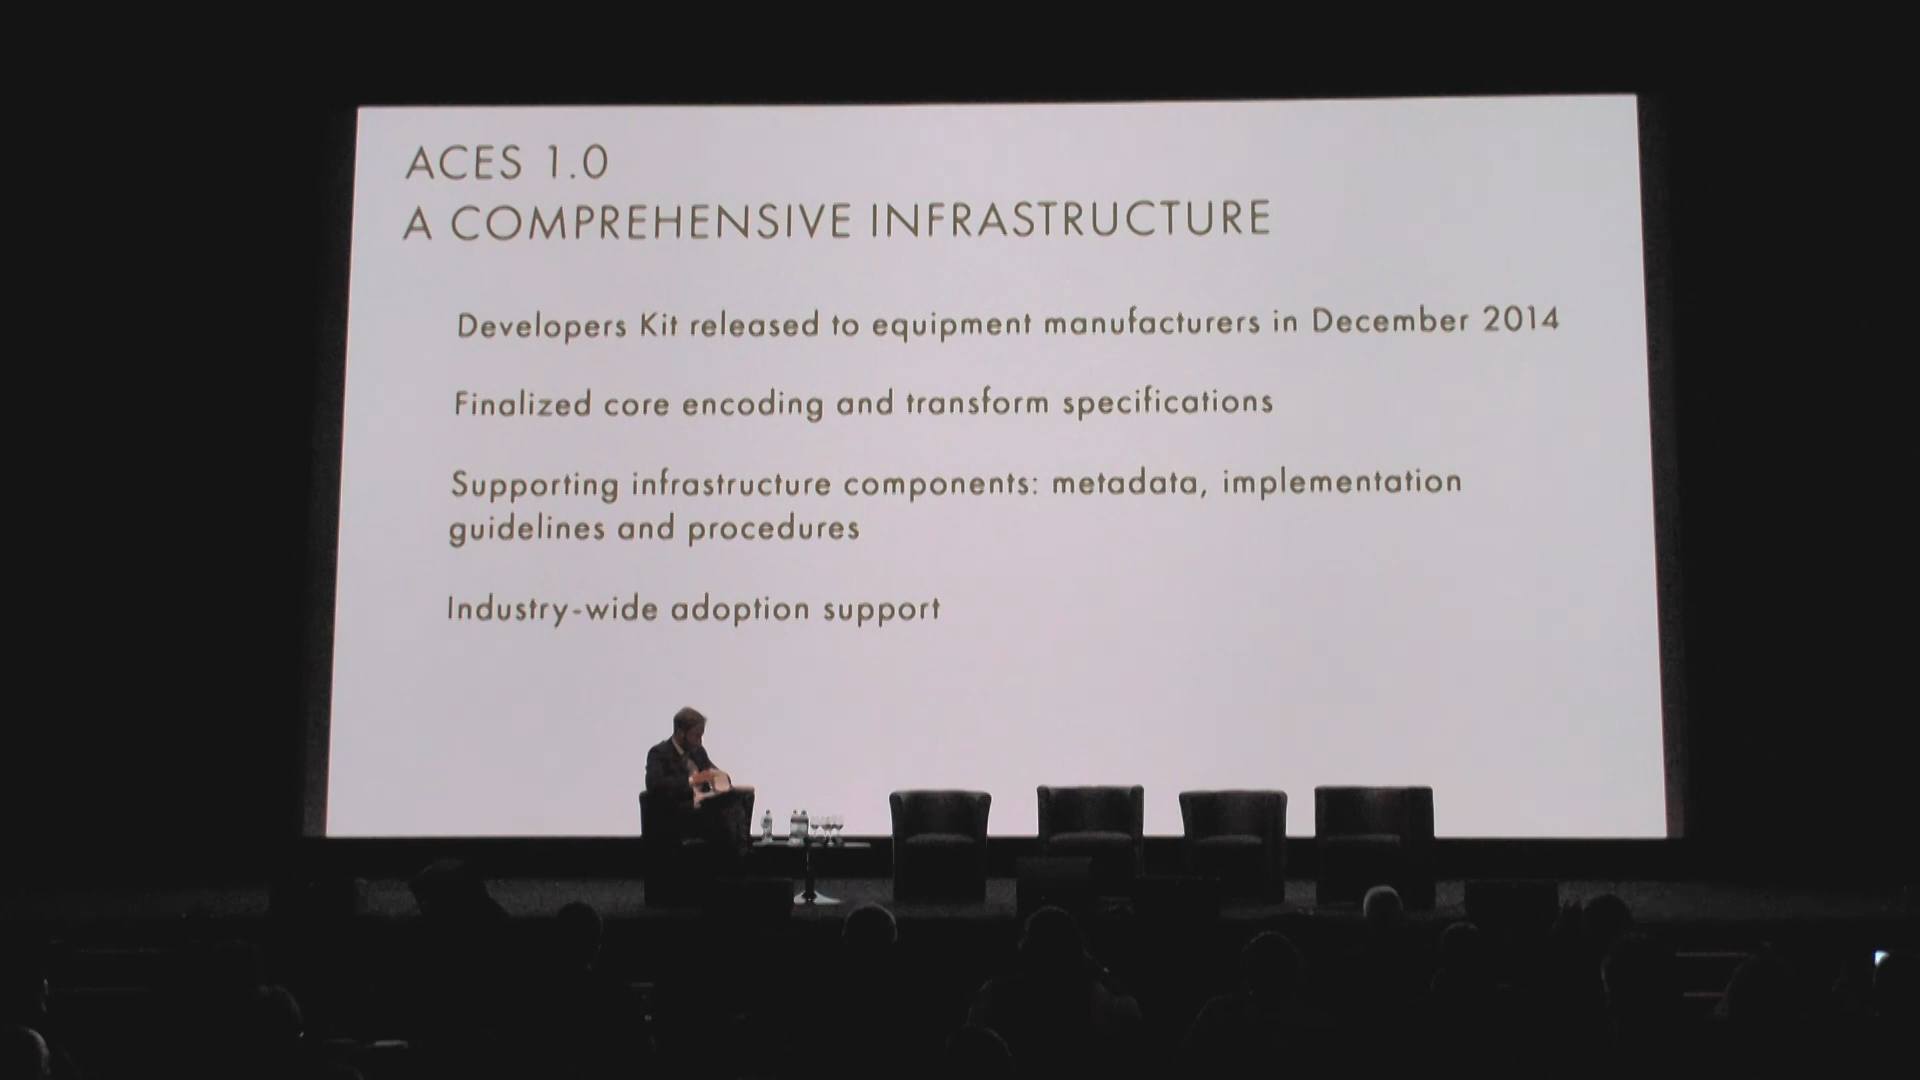 ACES 1.0
A COMPREHENSIVE INFRASTRUCTURE
Developers Kit released to equipment manufacturers in December 2014
Finalized core encoding and transform specifications
Supporting infrastructure components: metadata, implementation
guidelines and procedures
Industry-wide adoption support